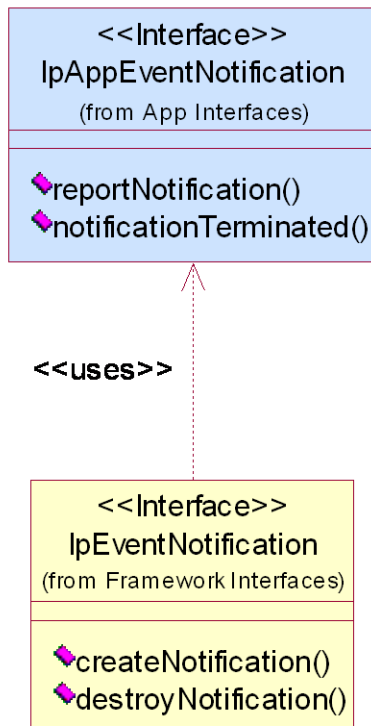 <<Interface>>
IpAppEventNotification
(from App Interfaces)
reportNotification()
notificationTerminated()
<<uses>>
<<Interface>>
IpEventNotification
(from Framework Interfaces)
createNotification()
destroyNotification()